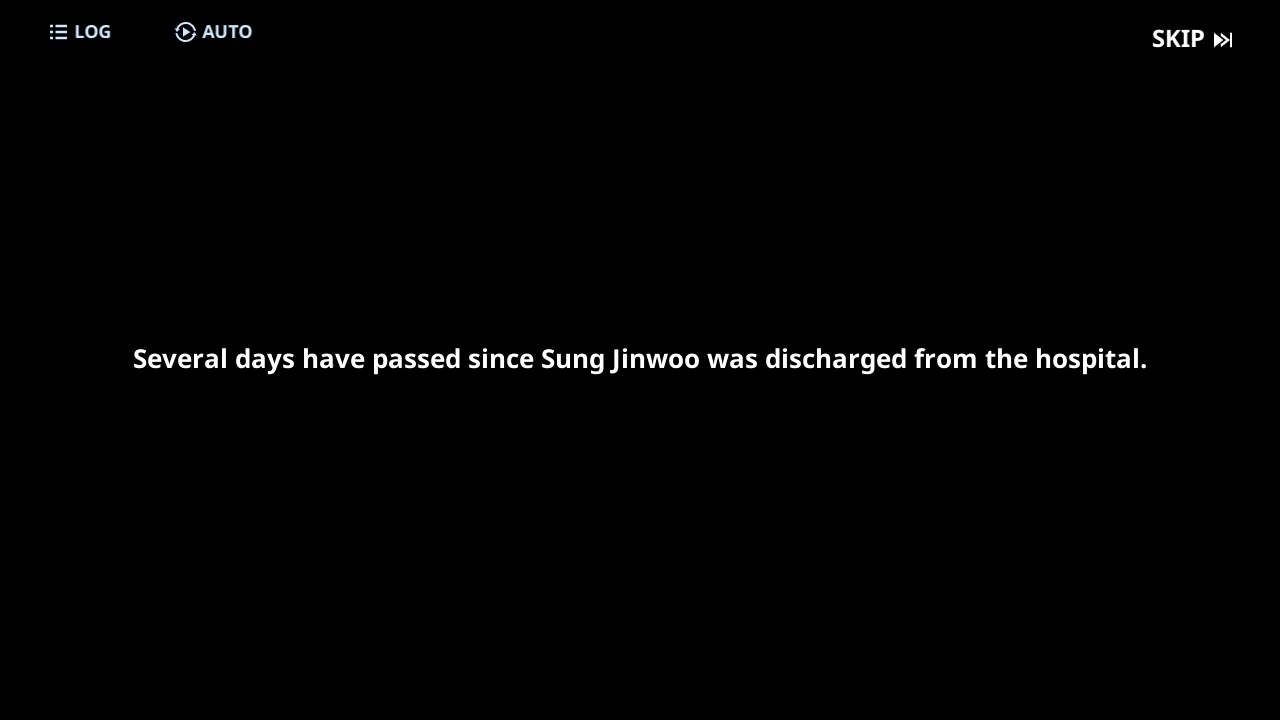 LOG
AUTO
SKIP
Several days have passed since Sung Jinwoo was discharged from the hospital.